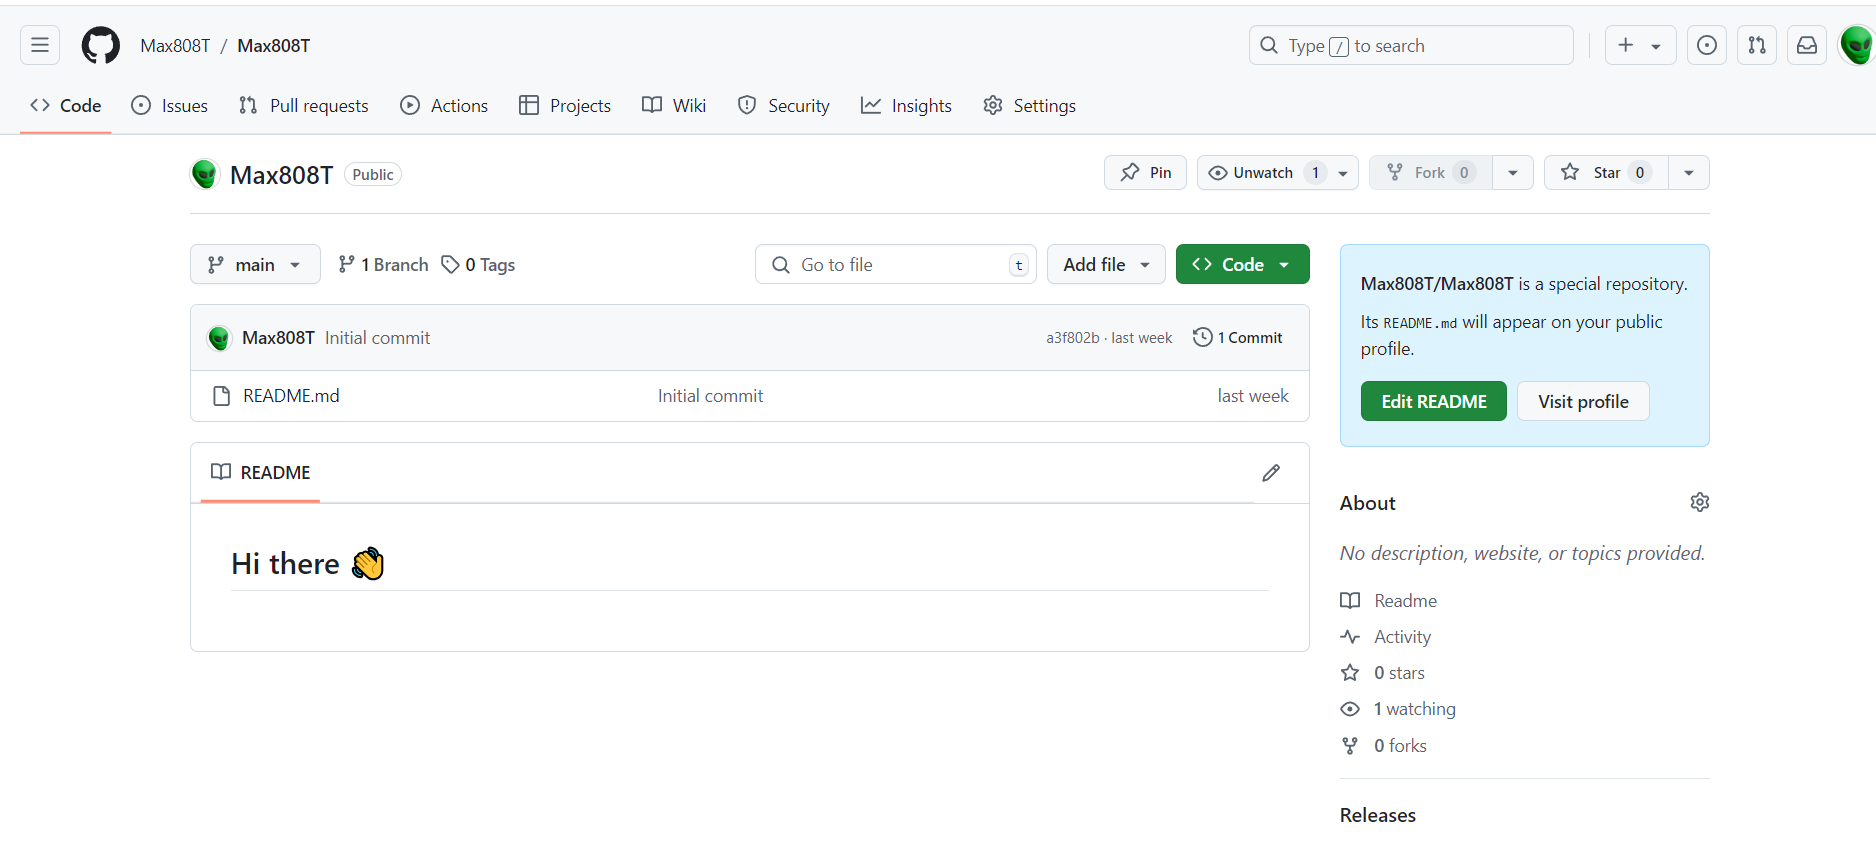 Max808T / Max808T
Type / to search
Code Issues Pull requests Actions Projects Wiki Security Insights Settings
Max808T Public
Pin Unwatch 1 Fork 0 Star 0
main 1 Branch 0 Tags
Go to file t Add file Code
Max808T Initial commit a3f802b · last week 1 Commit
README.md Initial commit last week
README
Hi there 👋
Max808T/Max808T is a special repository.
Its README.md will appear on your public
profile.
Edit README Visit profile
About
No description, website, or topics provided.
Readme
Activity
0 stars
1 watching
0 forks
Releases